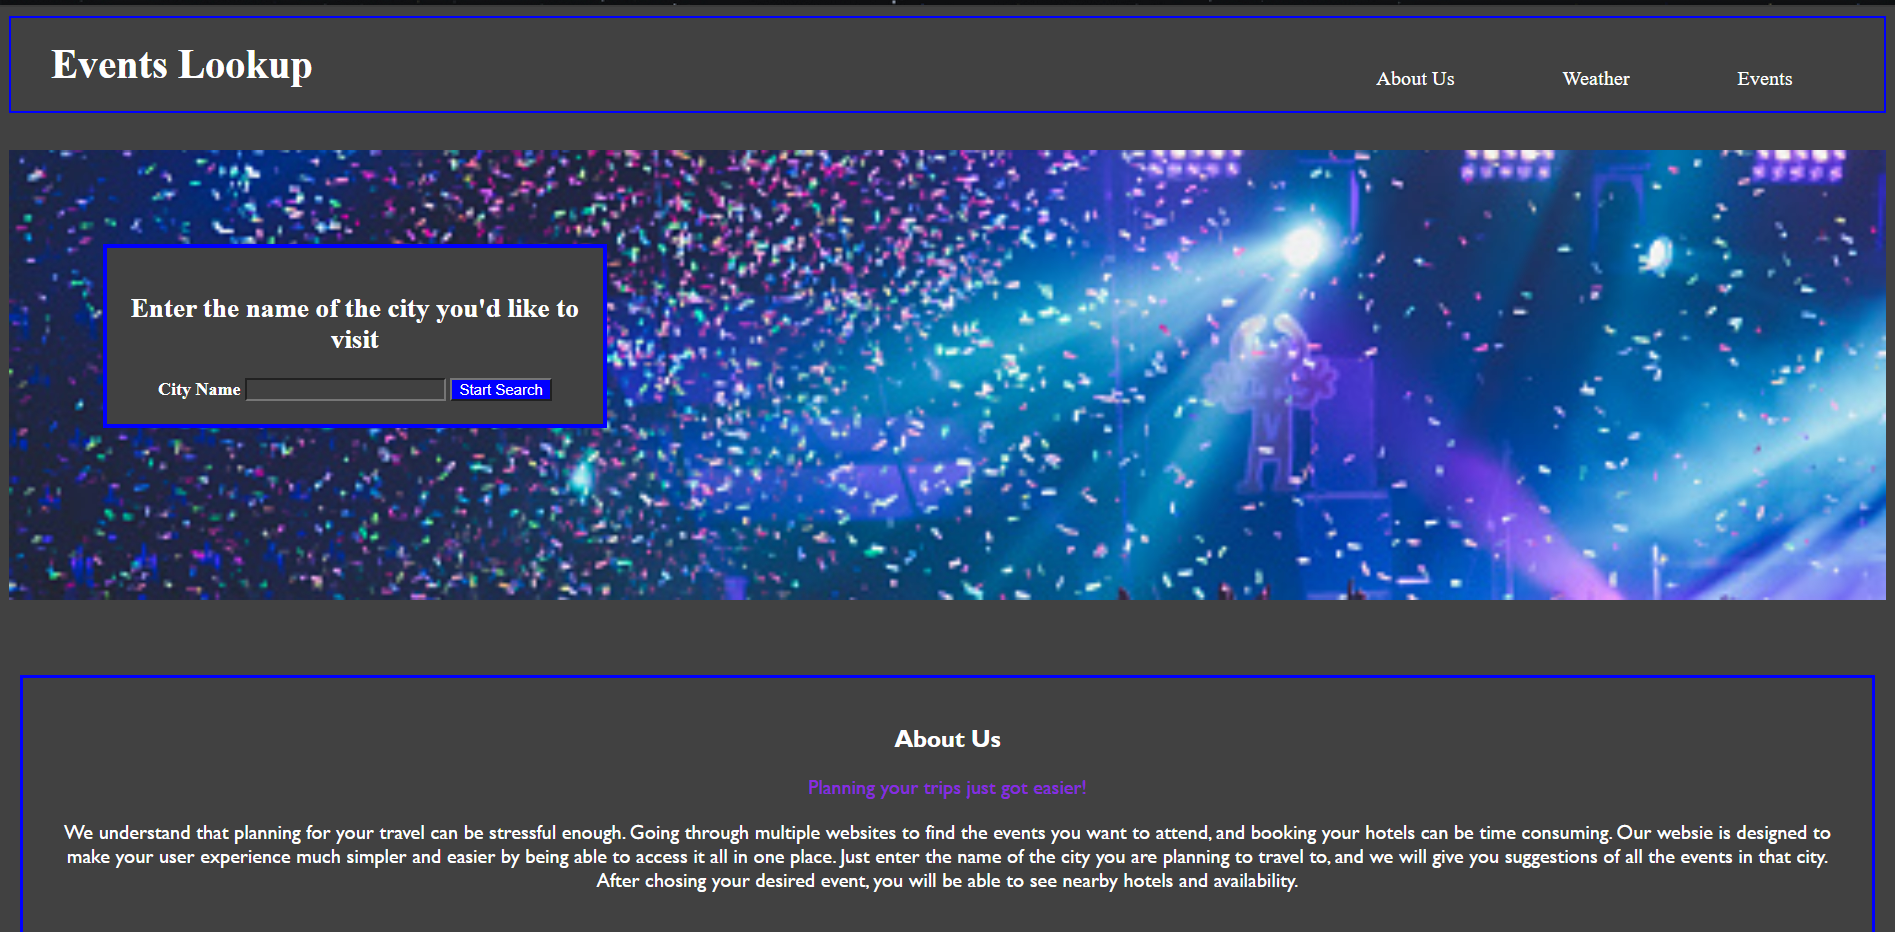 Events Lookup
About Us
Weather
Events
Enter the name of the city you'd like to
visit
City Name
Start Search
About Us
Planning your trips just got easier!
We understand that planning for your travel can be stressful enough. Going through multiple websites to find the events you want to attend, and booking your hotels can be time consuming. Our websie is designed to
make your user experience much simpler and easier by being able to access it all in one place. Just enter the name of the city you are planning to travel to, and we will give you suggestions of all the events in that city.
After chosing your desired event, you will be able to see nearby hotels and availability.